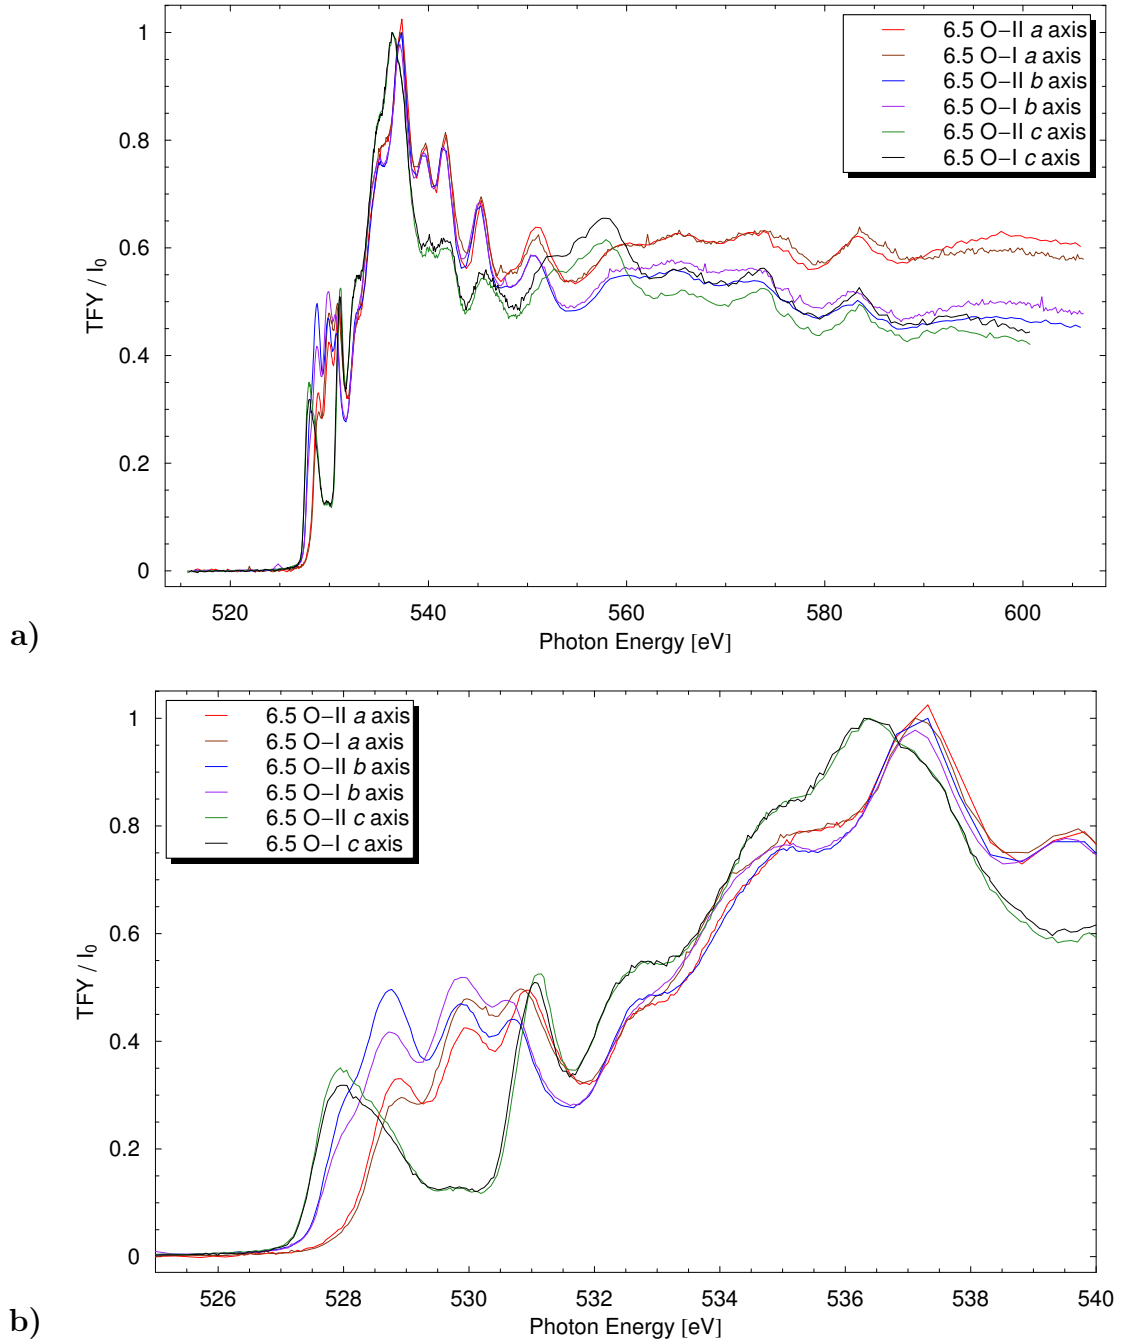 1
0.8
0.6
0.4
0.2
0
TFY / I0
6.5 O−II a axis
6.5 O−I a axis
6.5 O−II b axis
6.5 O−I b axis
6.5 O−II c axis
6.5 O−I c axis
520 540 560 580 600
Photon Energy [eV]
a)
1
0.8
0.6
0.4
0.2
0
TFY / I0
6.5 O−II a axis
6.5 O−I a axis
6.5 O−II b axis
6.5 O−I b axis
6.5 O−II c axis
6.5 O−I c axis
526 528 530 532 534 536 538 540
Photon Energy [eV]
b)